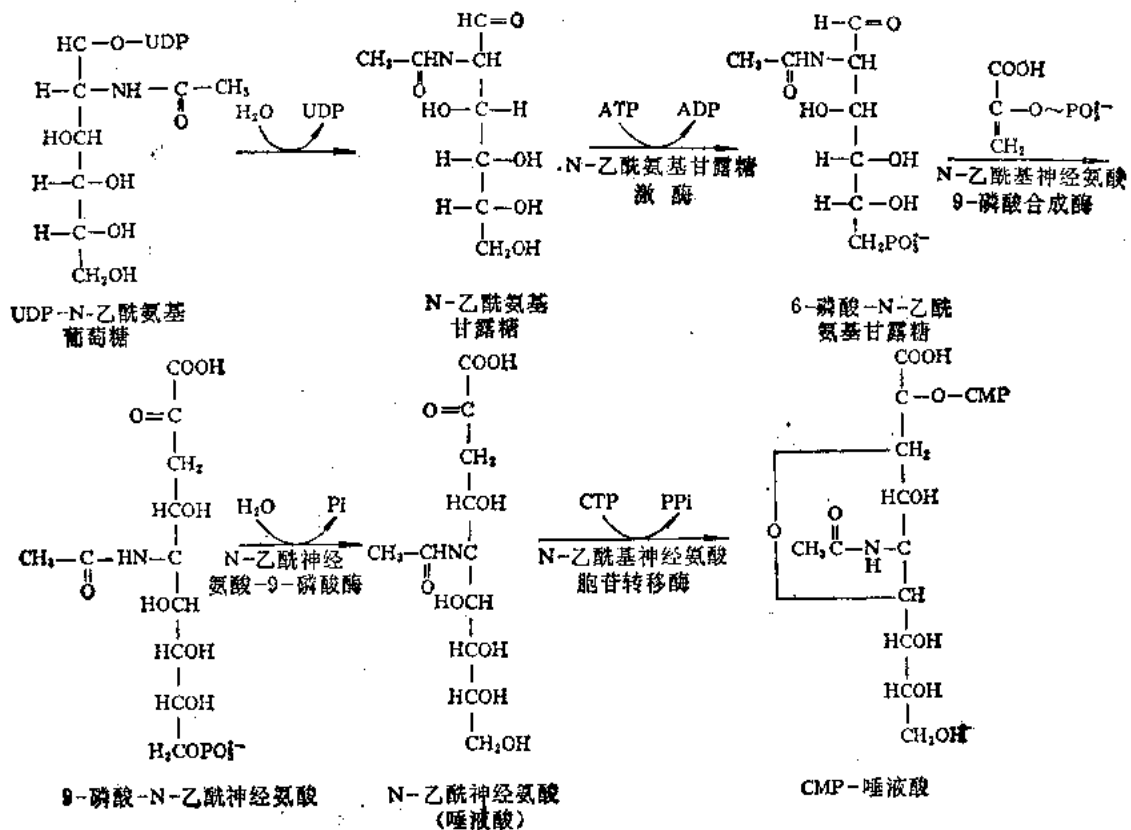 HC—O—UDP
H—C—NH—C—CH₃
O
HOCH
H—C—OH
H—C—OH
CH₂OH
UDP-N-乙酰氨基
葡萄糖
H₂O UDP
HC=O
CH₃—CHN—CH
O
HO—C—H
H—C—OH
H—C—OH
CH₂OH
N-乙酰氨基
甘露糖
ATP ADP
N-乙酰氨基甘露糖
激 酶
H—C=O
CH₃—CHN—CH
O
HO—CH
H—C—OH
H—C—OH
CH₂PO₃²⁻
6-磷酸-N-乙酰
氨基甘露糖
COOH
C—O~PO₃²⁻
CH₂
N-乙酰基神经氨酸
9-磷酸合成酶
COOH
O=C
CH₂
HCOH
CH₃—C—HN—C
O
HOCH
HCOH
HCOH
H₂COPO₃²⁻
9-磷酸-N-乙酰神经氨酸
H₂O Pi
N-乙酰神经
氨酸-9-磷酸酶
COOH
O=C
CH₂
HCOH
CH₃—CHNC
O
HOCH
HCOH
HCOH
CH₂OH
N-乙酰神经氨酸
(唾液酸)
CTP PPi
N-乙酰基神经氨酸
胞苷转移酶
COOH
C—O—CMP
CH₂
HCOH
O
O
CH₃C—N—C
H
CH
HCOH
HCOH
CH₂OH
CMP-唾液酸